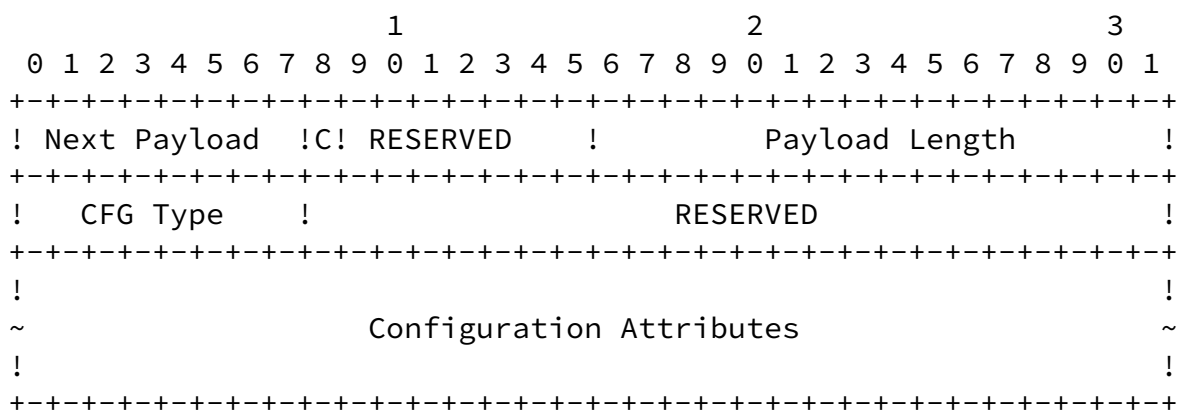 1                   2                   3
 0 1 2 3 4 5 6 7 8 9 0 1 2 3 4 5 6 7 8 9 0 1 2 3 4 5 6 7 8 9 0 1
+-+-+-+-+-+-+-+-+-+-+-+-+-+-+-+-+-+-+-+-+-+-+-+-+-+-+-+-+-+-+-+-+
! Next Payload  !C! RESERVED    !         Payload Length        !
+-+-+-+-+-+-+-+-+-+-+-+-+-+-+-+-+-+-+-+-+-+-+-+-+-+-+-+-+-+-+-+-+
!   CFG Type    !                    RESERVED                   !
+-+-+-+-+-+-+-+-+-+-+-+-+-+-+-+-+-+-+-+-+-+-+-+-+-+-+-+-+-+-+-+-+
!                                                               !
~                   Configuration Attributes                    ~
!                                                               !
+-+-+-+-+-+-+-+-+-+-+-+-+-+-+-+-+-+-+-+-+-+-+-+-+-+-+-+-+-+-+-+-+